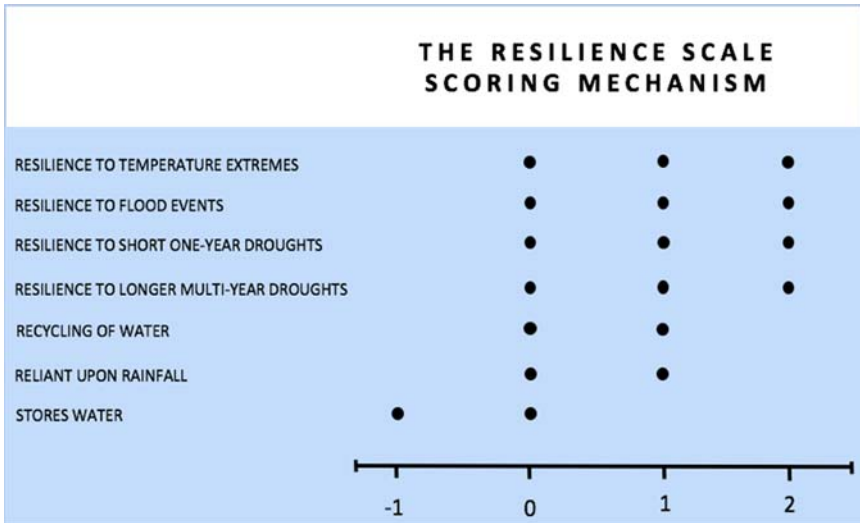 THE RESILIENCE SCALE
SCORING MECHANISM
RESILIENCE TO TEMPERATURE EXTREMES
RESILIENCE TO FLOOD EVENTS
RESILIENCE TO SHORT ONE-YEAR DROUGHTS
RESILIENCE TO LONGER MULTI-YEAR DROUGHTS
RECYCLING OF WATER
RELIANT UPON RAINFALL
STORES WATER
-1 0 1 2